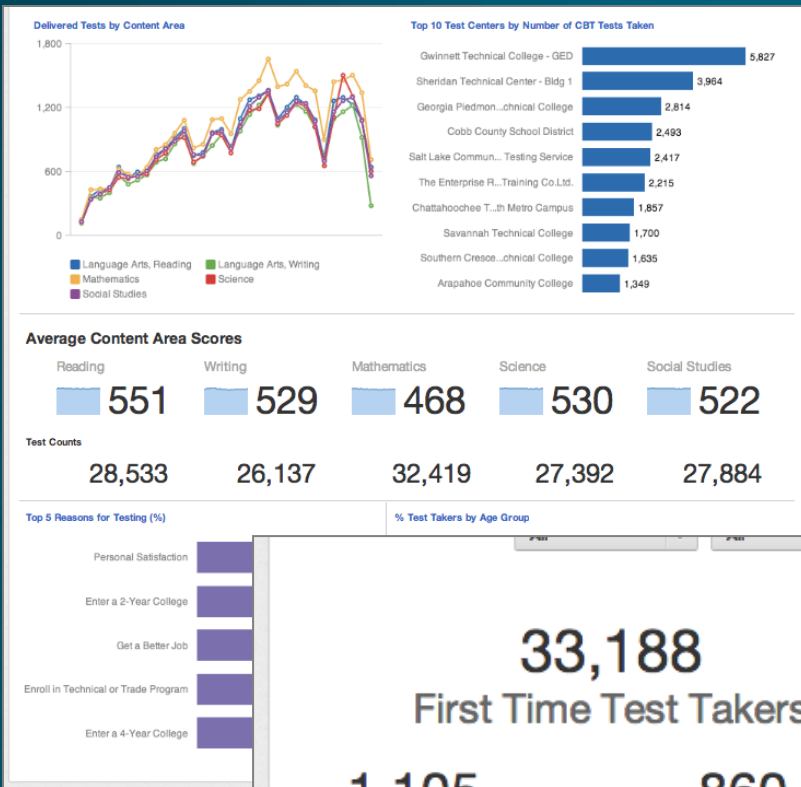 Delivered Tests by Content Area
1,800
1,200
600
0
Language Arts, Reading Language Arts, Writing
Mathematics Science
Social Studies
Top 10 Test Centers by Number of CBT Tests Taken
Gwinnett Technical College - GED 5,827
Sheridan Technical Center - Bldg 1 3,964
Georgia Piedmon...chnical College 2,814
Cobb County School District 2,493
Salt Lake Commun... Testing Service 2,417
The Enterprise R...Training Co.Ltd. 2,215
Chattahoochee T...th Metro Campus 1,857
Savannah Technical College 1,700
Southern Cresce...chnical College 1,635
Arapahoe Community College 1,349
Average Content Area Scores
Reading Writing Mathematics Science Social Studies
551 529 468 530 522
Test Counts
28,533 26,137 32,419 27,392 27,884
Top 5 Reasons for Testing (%)
Personal Satisfaction
Enter a 2-Year College
Get a Better Job
Enroll in Technical or Trade Program
Enter a 4-Year College
% Test Takers by Age Group
33,188
First Time Test Takers